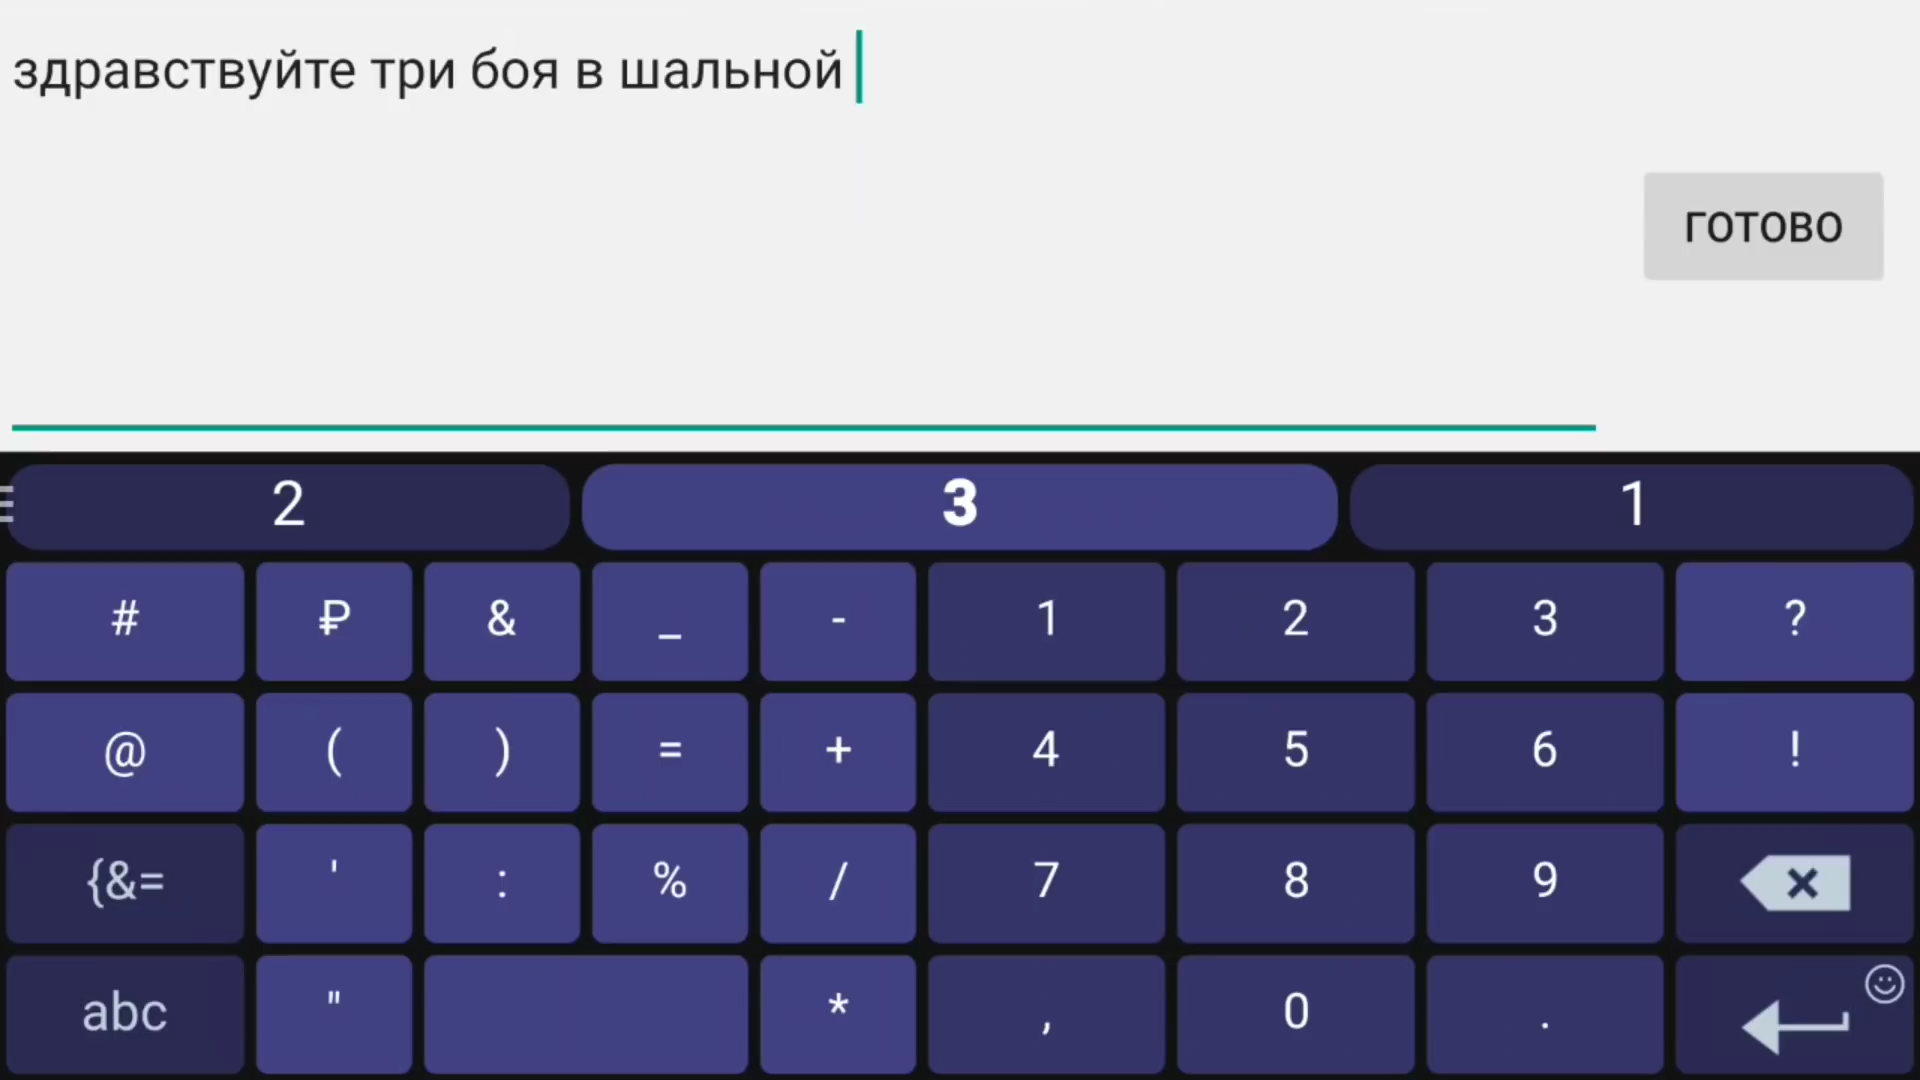 здравствуйте три боя в шальной
ГОТОВО
2 3 1
# ₽ & _ - 1 2 3 ?
@ ( ) = + 4 5 6 !
{&= ' : % / 7 8 9
abc " * , 0 .